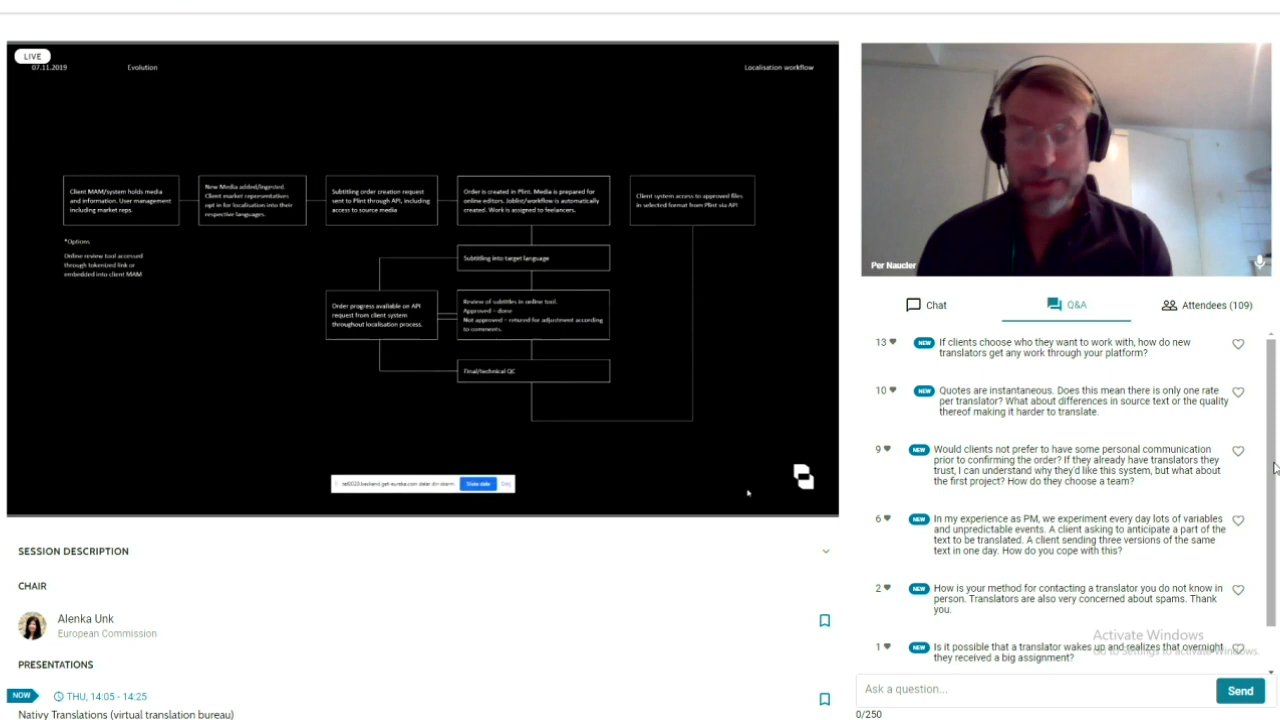 LIVE
07.11.2019
Evolution
Localisation workflow
Client MAM/system holds media
and information. User management
including market reps.
New Media added/ingested.
Client market representations
opt in for localisation into their
respective languages.
Subtitling order creation request
sent to Plint through API, including
access to source media
Order is created in Plint. Media is prepared for
online editors. Joblist/workflow is automatically
created. Work is assigned to feelancers.
Client system access to approved files
in selected format from Plint via API
*Options
Online review tool accessed
through tokenized link or
embedded into client MAM
Subtitling into target language
Order progress available on API
request from client system
throughout localisation process.
Review of subtitles in online tool.
Approved – done
Not approved – retured for adjustment according
to comments.
Final/technical QC
Per Naucler
Chat
Q&A
Attendees (109)
13
NEW
If clients choose who they want to work with, how do new
translators get any work through your platform?
10
NEW
Quotes are instantaneous. Does this mean there is only one rate
per translator? What about differences in source text or the quality
thereof making it harder to translate.
9
NEW
Would clients not prefer to have some personal communication
prior to confirming the order? If they already have translators they
trust, I can understand why they'd like this system, but what about
the first project? How do they choose a team?
6
NEW
In my experience as PM, we experiment every day lots of variables
and unpredictable events. A client asking to anticipate a part of the
text to be translated. A client sending three versions of the same
text in one day. How do you cope with this?
2
NEW
How is your method for contacting a translator you do not know in
person. Translators are also very concerned about spams. Thank
you.
1
NEW
Is it possible that a translator wakes up and realizes that overnight
they received a big assignment?
Activate Windows
Go to Settings to activate Windows.
Ask a question...
Send
0/250
SESSION DESCRIPTION
CHAIR
Alenka Unk
European Commission
PRESENTATIONS
NOW
THU, 14:05 - 14:25
Nativy Translations (virtual translation bureau)